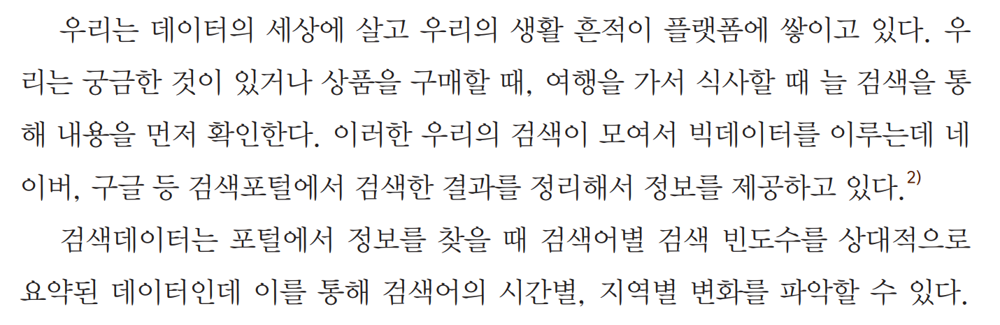 우리는 데이터의 세상에 살고 우리의 생활 흔적이 플랫폼에 쌓이고 있다. 우
리는 궁금한 것이 있거나 상품을 구매할 때, 여행을 가서 식사할 때 늘 검색을 통
해 내용을 먼저 확인한다. 이러한 우리의 검색이 모여서 빅데이터를 이루는데 네
이버, 구글 등 검색포털에서 검색한 결과를 정리해서 정보를 제공하고 있다.2)
검색데이터는 포털에서 정보를 찾을 때 검색어별 검색 빈도수를 상대적으로
요약된 데이터인데 이를 통해 검색어의 시간별, 지역별 변화를 파악할 수 있다.